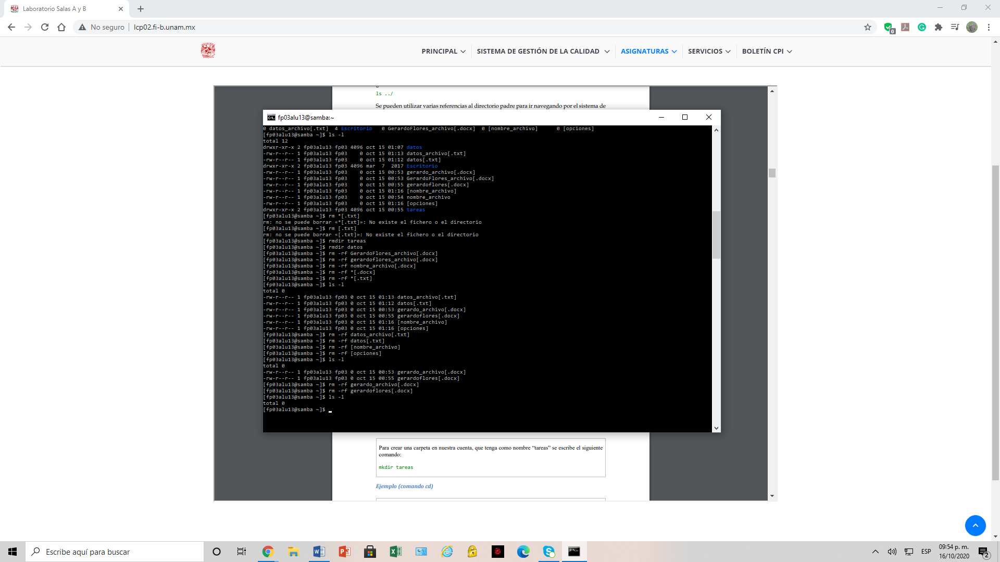 Laboratorio Salas A y B
No seguro
lcp02.fi-b.unam.mx
0
PRINCIPAL
SISTEMA DE GESTIÓN DE LA CALIDAD
ASIGNATURAS
SERVICIOS
BOLETÍN CPI
ls ../
Se pueden utilizar varias referencias al directorio padre para ir navegando por el sistema de
fp03alu13@samba:~
0 datos_archivo[.txt]  4 Escritorio   0 GerardoFlores_archivo[.docx]  0 [nombre_archivo]      0 [opciones]
[fp03alu13@samba ~]$ ls -l
total 12
drwxr-xr-x 2 fp03alu13 fp03 4096 oct 15 01:07 datos
-rw-r--r-- 1 fp03alu13 fp03    0 oct 15 01:13 datos_archivo[.txt]
-rw-r--r-- 1 fp03alu13 fp03    0 oct 15 01:12 datos[.txt]
drwxr-xr-x 2 fp03alu13 fp03 4096 mar  7  2017 Escritorio
-rw-r--r-- 1 fp03alu13 fp03    0 oct 15 00:53 gerardo_archivo[.docx]
-rw-r--r-- 1 fp03alu13 fp03    0 oct 15 00:53 GerardoFlores_archivo[.docx]
-rw-r--r-- 1 fp03alu13 fp03    0 oct 15 00:55 gerardoflores[.docx]
-rw-r--r-- 1 fp03alu13 fp03    0 oct 15 01:16 [nombre_archivo]
-rw-r--r-- 1 fp03alu13 fp03    0 oct 15 00:54 nombre_archivo
-rw-r--r-- 1 fp03alu13 fp03    0 oct 15 01:16 [opciones]
drwxr-xr-x 2 fp03alu13 fp03 4096 oct 15 00:55 tareas
[fp03alu13@samba ~]$ rm *[.txt]
rm: no se puede borrar «*[.txt]»: No existe el fichero o el directorio
[fp03alu13@samba ~]$ rm [.txt]
rm: no se puede borrar «[.txt]»: No existe el fichero o el directorio
[fp03alu13@samba ~]$ rmdir tareas
[fp03alu13@samba ~]$ rmdir datos
[fp03alu13@samba ~]$ rm -rf GerardoFlores_archivo[.docx]
[fp03alu13@samba ~]$ rm -rf gerardoflores_archivo[.docx]
[fp03alu13@samba ~]$ rm -rf nombre_archivo[.docx]
[fp03alu13@samba ~]$ rm -rf *[.docx]
[fp03alu13@samba ~]$ rm -rf *[.txt]
[fp03alu13@samba ~]$ ls -l
total 0
-rw-r--r-- 1 fp03alu13 fp03 0 oct 15 01:13 datos_archivo[.txt]
-rw-r--r-- 1 fp03alu13 fp03 0 oct 15 01:12 datos[.txt]
-rw-r--r-- 1 fp03alu13 fp03 0 oct 15 00:53 gerardo_archivo[.docx]
-rw-r--r-- 1 fp03alu13 fp03 0 oct 15 00:55 gerardoflores[.docx]
-rw-r--r-- 1 fp03alu13 fp03 0 oct 15 01:16 [nombre_archivo]
-rw-r--r-- 1 fp03alu13 fp03 0 oct 15 01:16 [opciones]
[fp03alu13@samba ~]$ rm -rf datos_archivo[.txt]
[fp03alu13@samba ~]$ rm -rf datos[.txt]
[fp03alu13@samba ~]$ rm -rf [nombre_archivo]
[fp03alu13@samba ~]$ rm -rf [opciones]
[fp03alu13@samba ~]$ ls -l
total 0
-rw-r--r-- 1 fp03alu13 fp03 0 oct 15 00:53 gerardo_archivo[.docx]
-rw-r--r-- 1 fp03alu13 fp03 0 oct 15 00:55 gerardoflores[.docx]
[fp03alu13@samba ~]$ rm -rf gerardo_archivo[.docx]
[fp03alu13@samba ~]$ rm -rf gerardoflores[.docx]
[fp03alu13@samba ~]$ ls -l
total 0
[fp03alu13@samba ~]$
Para crear una carpeta en nuestra cuenta, que tenga como nombre “tareas” se escribe el siguiente
comando:
mkdir tareas
Ejemplo (comando cd)
Escribe aquí para buscar
ESP
09:54 p. m.
16/10/2020
2